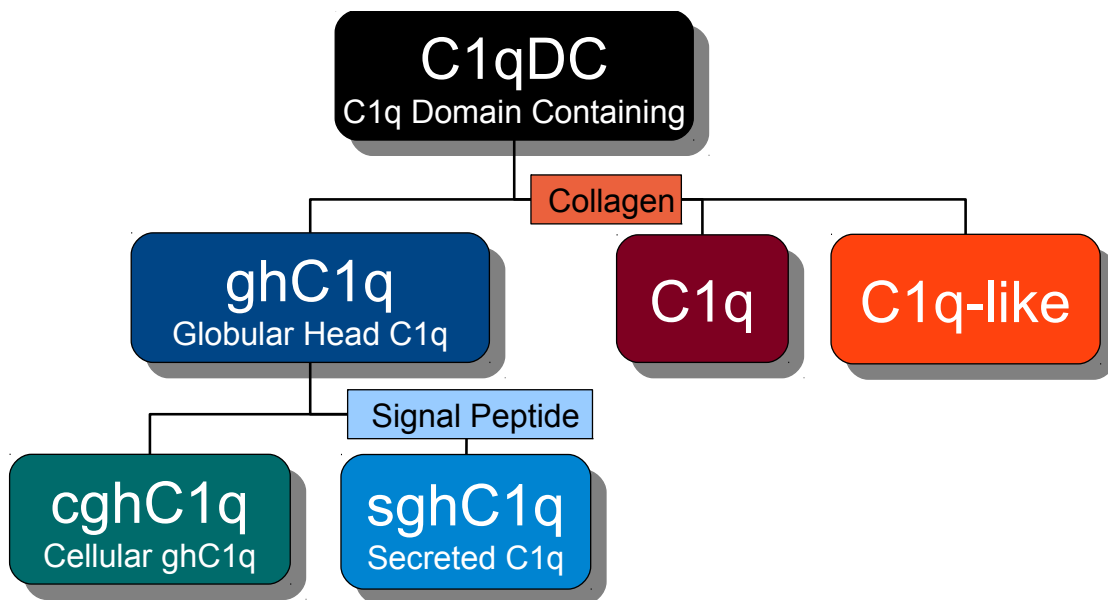 C1qDC
C1q Domain Containing
Collagen
ghC1q
Globular Head C1q
C1q
C1q-like
Signal Peptide
cghC1q
Cellular ghC1q
sghC1q
Secreted C1q